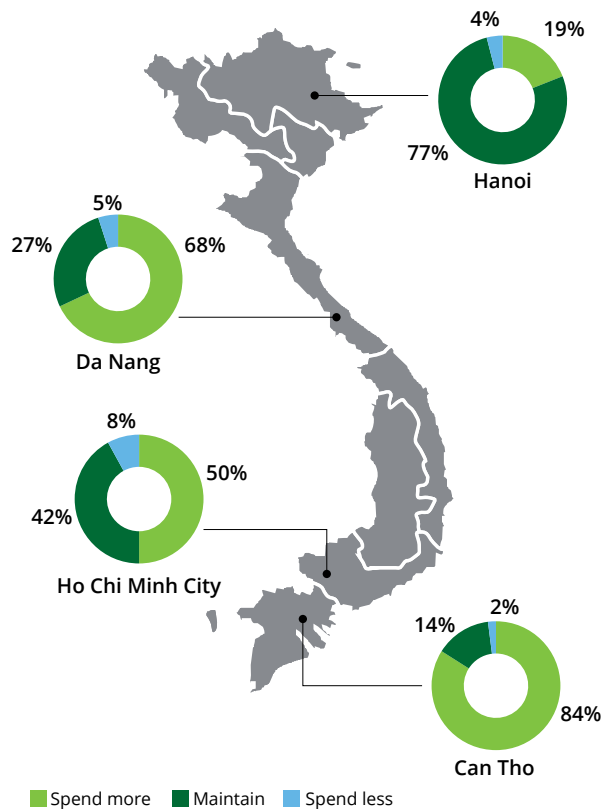 4%
19%
77%
Hanoi
5%
27%
68%
Da Nang
8%
50%
42%
Ho Chi Minh City
2%
14%
84%
Can Tho
Spend more Maintain Spend less